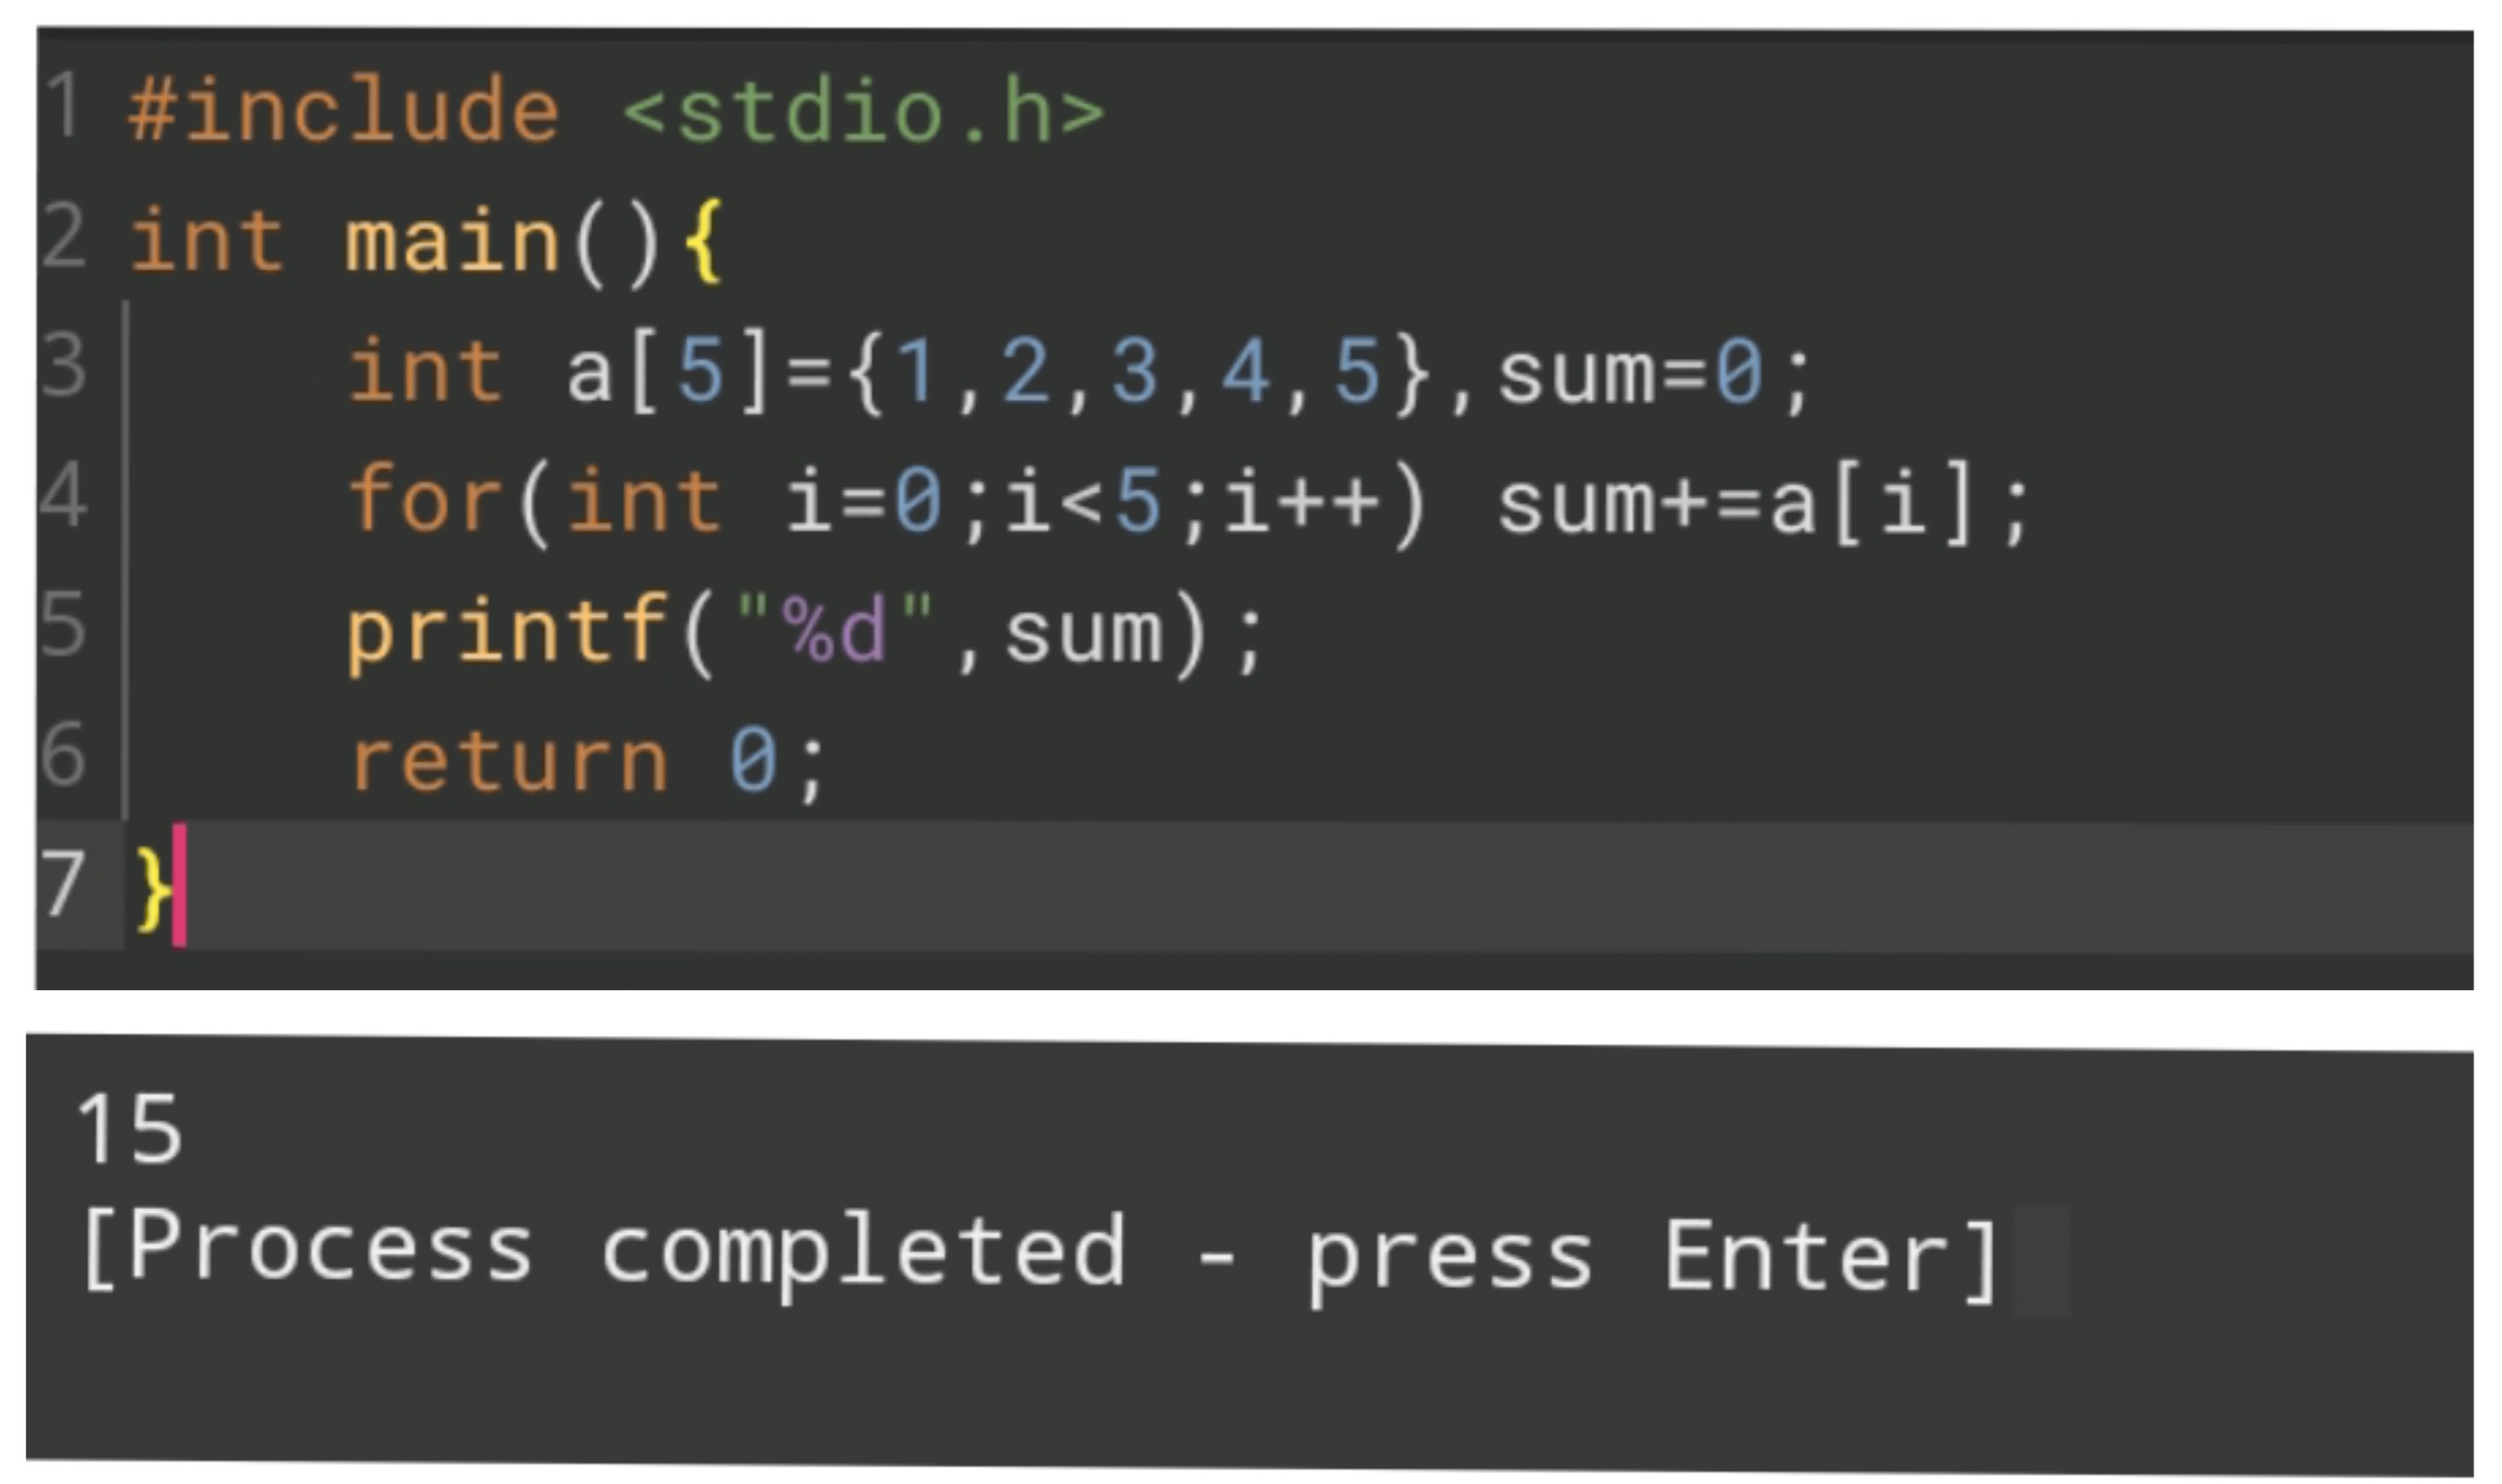 1 #include <stdio.h>
2 int main(){
3     int a[5]={1,2,3,4,5},sum=0;
4     for(int i=0;i<5;i++) sum+=a[i];
5     printf("%d",sum);
6     return 0;
7 }
15
[Process completed - press Enter]